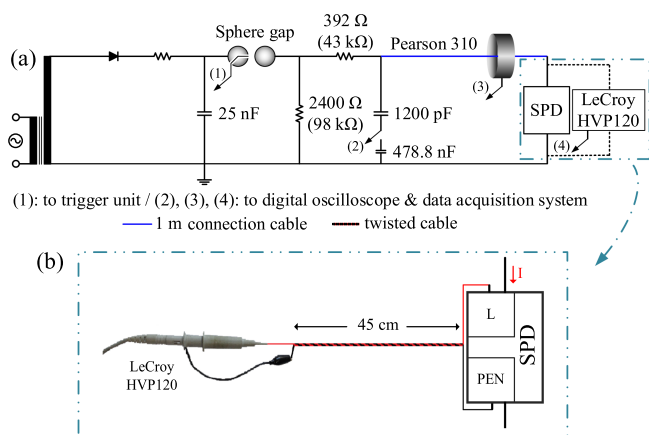 Sphere gap
392 Ω
(43 kΩ)
Pearson 310
(a)
(1)
(3)
25 nF
2400 Ω
(98 kΩ)
1200 pF
(2)
478.8 nF
SPD
LeCroy
HVP120
(4)
(1): to trigger unit / (2), (3), (4): to digital oscilloscope & data acquisition system
1 m connection cable
twisted cable
(b)
I
45 cm
L
SPD
PEN
LeCroy
HVP120